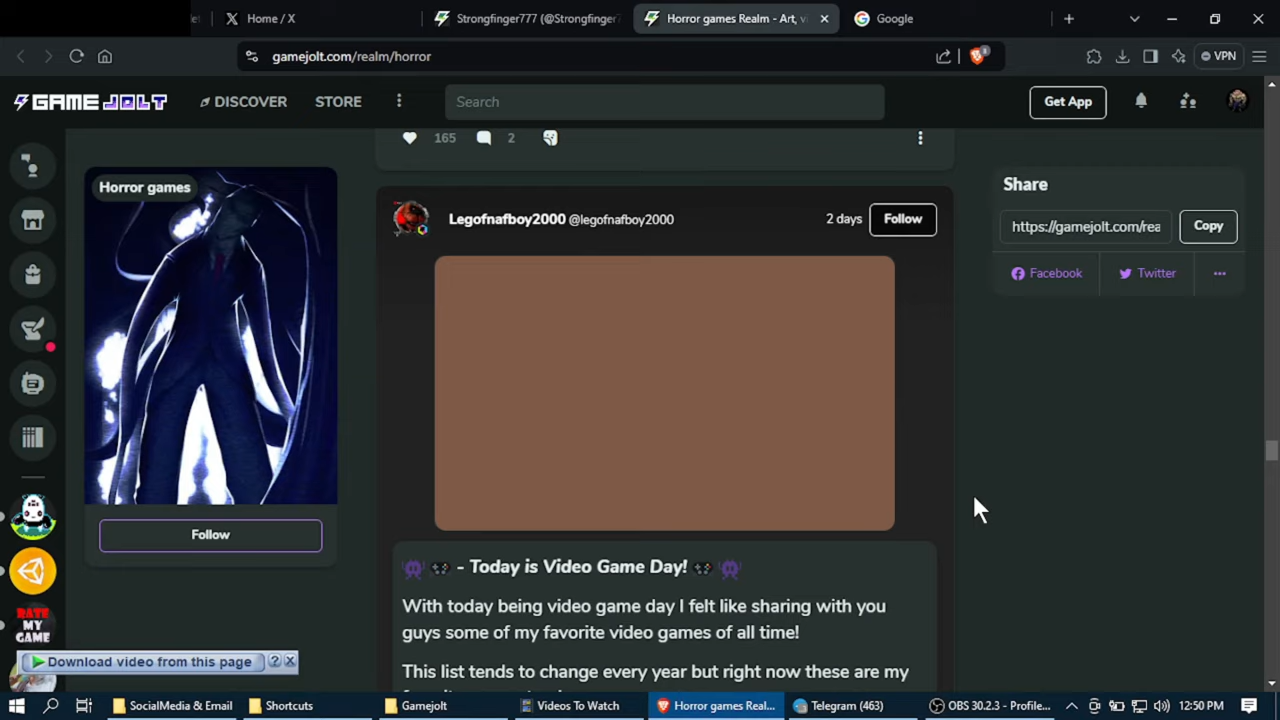 Home / X
Strongfinger777 (@Strongfinger
Horror games Realm - Art, v
Google
gamejolt.com/realm/horror
VPN
GAME JOLT
DISCOVER
STORE
Search
Get App
165
2
Horror games
Legofnafboy2000 @legofnafboy2000
2 days
Follow
Share
https://gamejolt.com/rea
Copy
Facebook
Twitter
Follow
- Today is Video Game Day!
With today being video game day I felt like sharing with you
guys some of my favorite video games of all time!
This list tends to change every year but right now these are my
RATE
MY
GAME
Download video from this page
?
SocialMedia & Email
Shortcuts
Gamejolt
Videos To Watch
Horror games Real...
Telegram (463)
OBS 30.2.3 - Profile...
12:50 PM